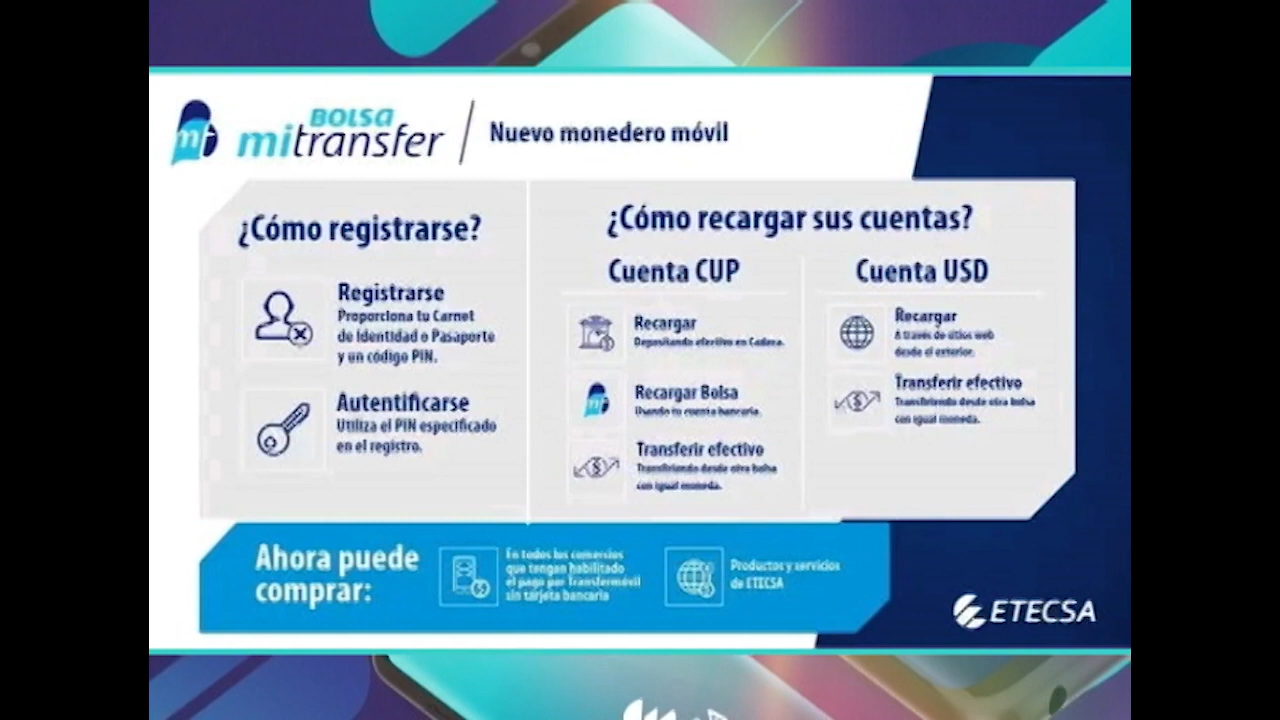 BOLSA
mitransfer
Nuevo monedero móvil
¿Cómo registrarse?
Registrarse
Proporciona tu Carnet
de Identidad o Pasaporte
y un código PIN.
Autentificarse
Utiliza el PIN especificado
en el registro.
¿Cómo recargar sus cuentas?
Cuenta CUP
Recargar
Depositando efectivo en Cadeca.
Recargar Bolsa
Usando tu cuenta bancaria.
Transferir efectivo
Transfiriendo desde otra bolsa
con igual moneda.
Cuenta USD
Recargar
A través de sitios web
desde el exterior.
Transferir efectivo
Transfiriendo desde otra bolsa
con igual moneda.
Ahora puede
comprar:
En todos los comercios
que tengan habilitado
el pago por Transfermóvil
sin tarjeta bancaria
Productos y servicios
de ETECSA
ETECSA